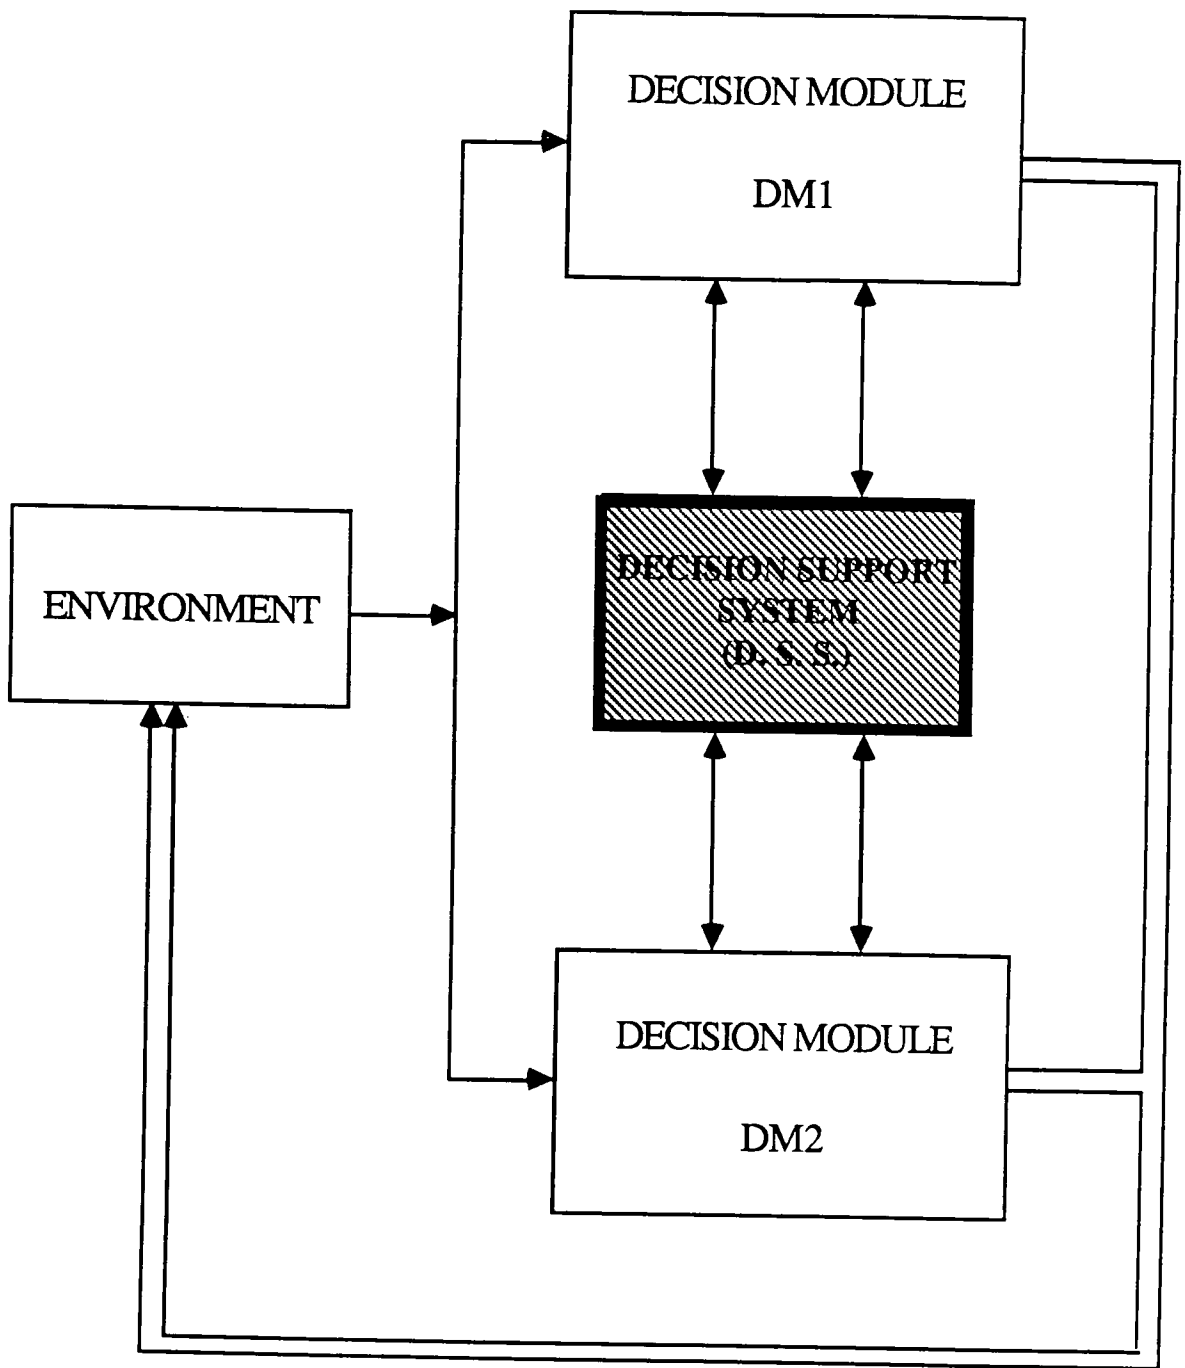 DECISION MODULE
DM1
ENVIRONMENT
DECISION SUPPORT
SYSTEM
(D. S. S.)
DECISION MODULE
DM2